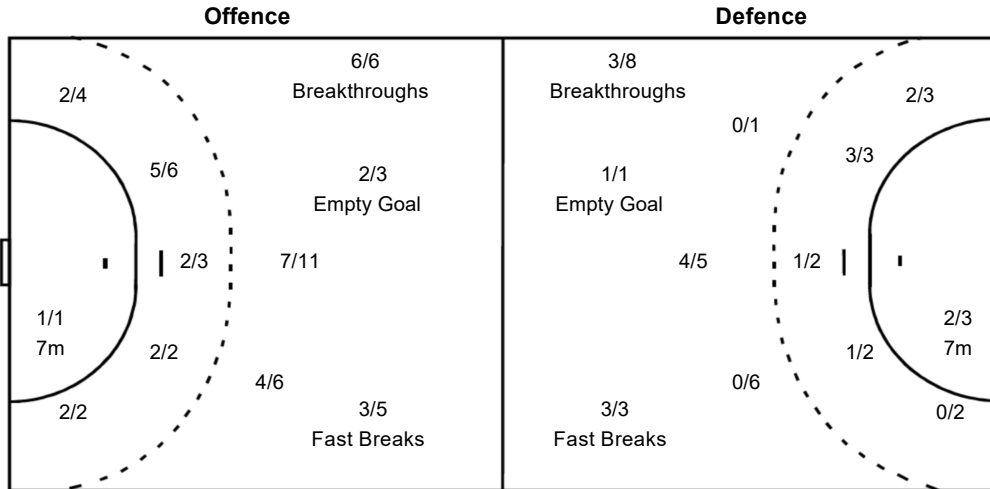 Offence
Defence
6/6
Breakthroughs
3/8
Breakthroughs
2/4
2/3
0/1
5/6
3/3
2/3
Empty Goal
1/1
Empty Goal
2/3
7/11
4/5
1/2
1/1
7m
2/3
7m
2/2
1/2
4/6
0/6
2/2
0/2
3/5
Fast Breaks
3/3
Fast Breaks